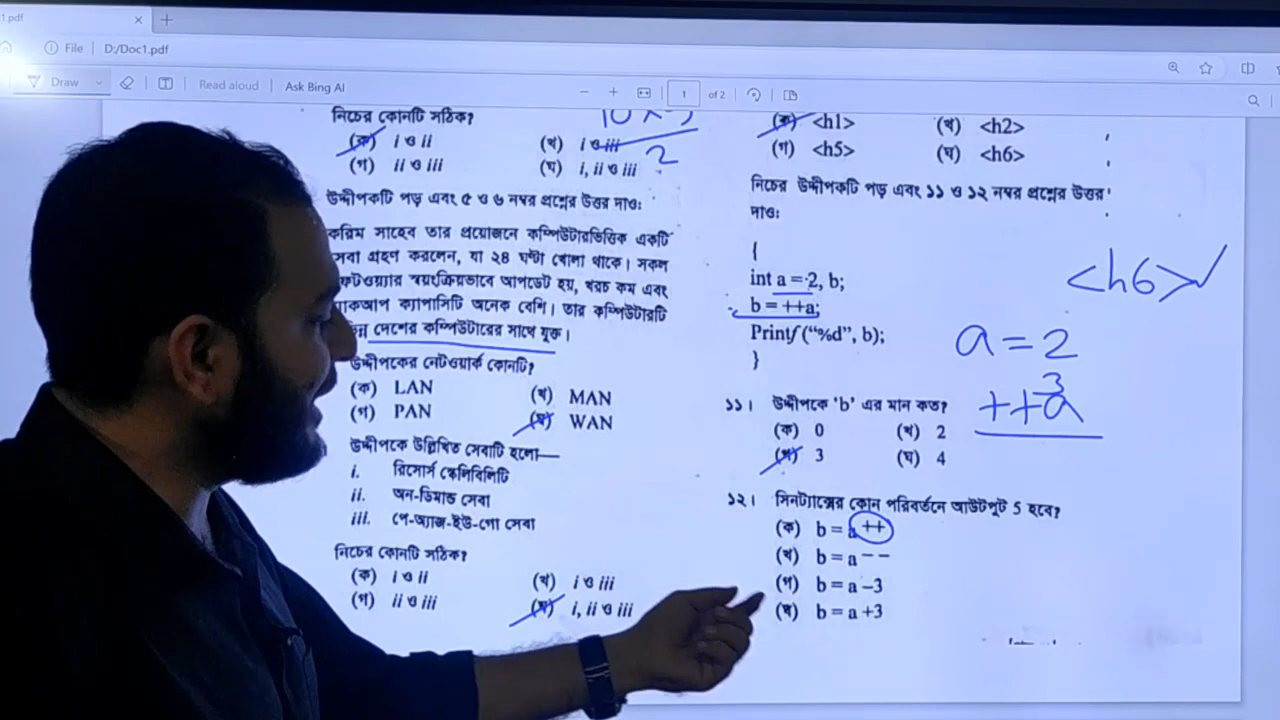 1.pdf
File D:/Doc1.pdf
Draw Read aloud Ask Bing AI 1 of 2
নিচের কোনটি সঠিক?
(ক) i ও ii (খ) i ও iii
(গ) ii ও iii (ঘ) i, ii ও iii
2
উদ্দীপকটি পড় এবং ৫ ও ৬ নম্বর প্রশ্নের উত্তর দাও:
করিম সাহেব তার প্রয়োজনে কম্পিউটারভিত্তিক একটি
সেবা গ্রহণ করলেন, যা ২৪ ঘণ্টা খোলা থাকে। সকল
স্বয়ংক্রিয়ভাবে আপডেট হয়, খরচ কম এবং
ক্যাপাসিটি অনেক বেশি। তার কম্পিউটারটি
দেশের কম্পিউটারের সাথে যুক্ত।
উদ্দীপকের নেটওয়ার্ক কোনটি?
(ক) LAN (খ) MAN
(গ) PAN (ঘ) WAN
উদ্দীপকে উল্লিখিত সেবাটি হলো—
i. রিসোর্স স্কেলিবিলিটি
ii. অন-ডিমান্ড সেবা
iii. পে-অ্যাজ-ইউ-গো সেবা
নিচের কোনটি সঠিক?
(ক) i ও ii (খ) i ও iii
(গ) ii ও iii (ঘ) i, ii ও iii
(ক) <h1> (খ) <h2>
(গ) <h5> (ঘ) <h6>
নিচের উদ্দীপকটি পড় এবং ১১ ও ১২ নম্বর প্রশ্নের উত্তর
দাও:
{
int a = 2, b;
b = ++a;
Printf (“%d”, b);
}
১১। উদ্দীপকে ‘b’ এর মান কত?
(ক) 0 (খ) 2
(গ) 3 (ঘ) 4
১২। সিনট্যাক্সের কোন পরিবর্তনে আউটপুট 5 হবে?
(ক) b = a ++
(খ) b = a – –
(গ) b = a –3
(ঘ) b = a +3
<h6>
a = 2
3
++a